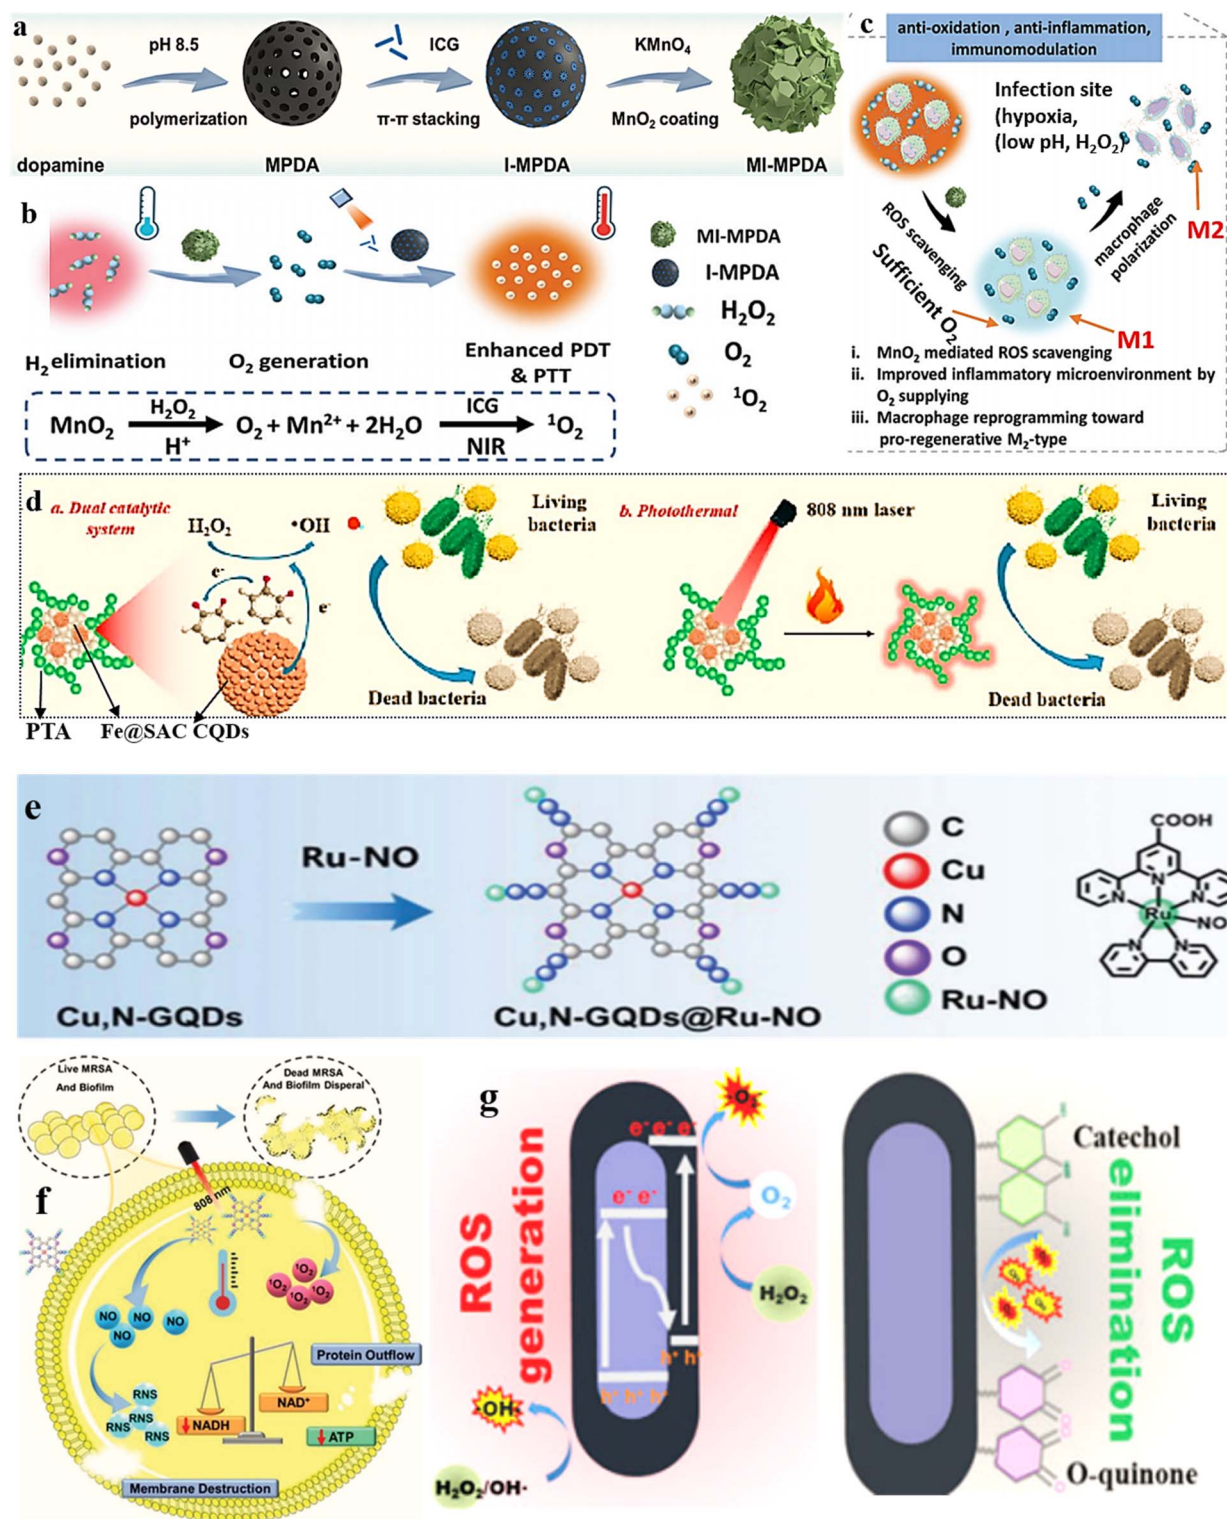 a
pH 8.5
polymerization
ICG
π-π stacking
KMnO₄
MnO₂ coating
dopamine
MPDA
I-MPDA
MI-MPDA
b
H₂elimination
O₂ generation
Enhanced PDT
& PTT
MI-MPDA
I-MPDA
H₂O₂
O₂
¹O₂
MnO₂
H₂O₂
H⁺
O₂ + Mn²⁺ + 2H₂O
ICG
NIR
¹O₂
c
anti-oxidation , anti-inflammation,
immunomodulation
Infection site
(hypoxia,
(low pH, H₂O₂)
ROS scavenging
Sufficient O₂
macrophage
polarization
M2
M1
i. MnO₂ mediated ROS scavenging
ii. Improved inflammatory microenvironment by
O₂ supplying
iii. Macrophage reprogramming toward
pro-regenerative M₂-type
d
a. Dual catalytic
system
H₂O₂
•OH
e⁻
e⁻
Living
bacteria
Dead bacteria
b. Photothermal
808 nm laser
Living
bacteria
Dead bacteria
PTA
Fe@SAC CQDs
e
Ru-NO
Cu,N-GQDs
Cu,N-GQDs@Ru-NO
C
Cu
N
O
Ru-NO
COOH
N
N
N
Ru
NO
N
N
Live MRSA
And Biofilm
Dead MRSA
And Biofilm Disperal
f
808 nm
NO
NO
NO
NO
¹O₂
¹O₂
¹O₂
¹O₂
RNS
RNS
RNS
RNS
Protein Outflow
NAD⁺
NADH
ATP
Membrane Destruction
g
ROS
generation
e⁻ e⁻ e⁻
e⁻ e⁻
h⁺ h⁺
h⁺ h⁺ h⁺
·O₂
O₂
H₂O₂
·OH·
H₂O₂/OH·
Catechol
ROS
elimination
O-quinone